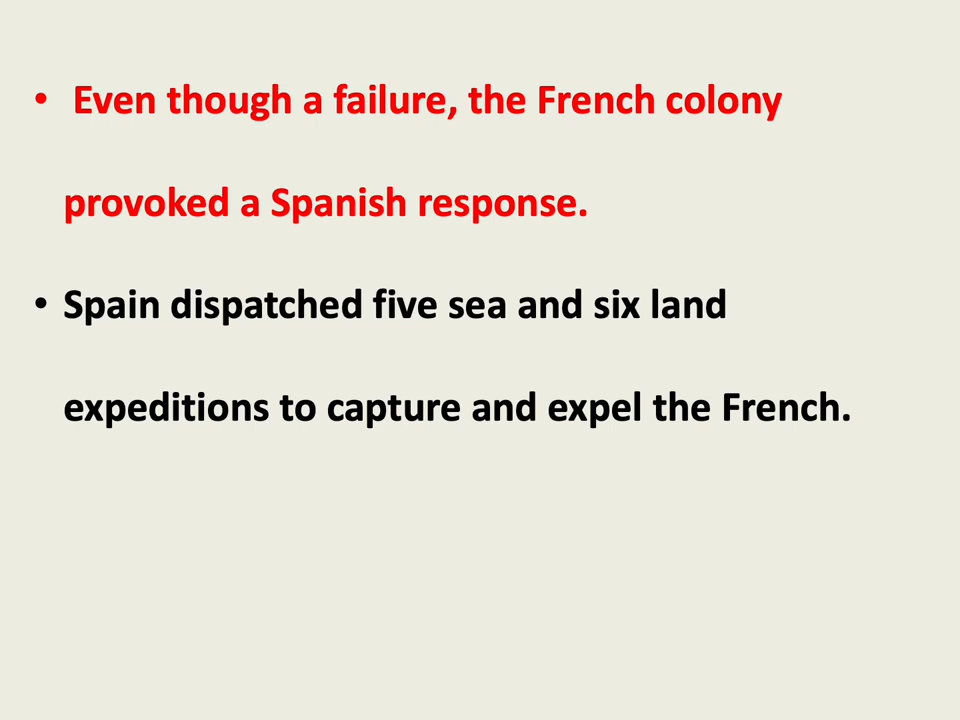 • Even though a failure, the French colony
provoked a Spanish response.
• Spain dispatched five sea and six land
expeditions to capture and expel the French.